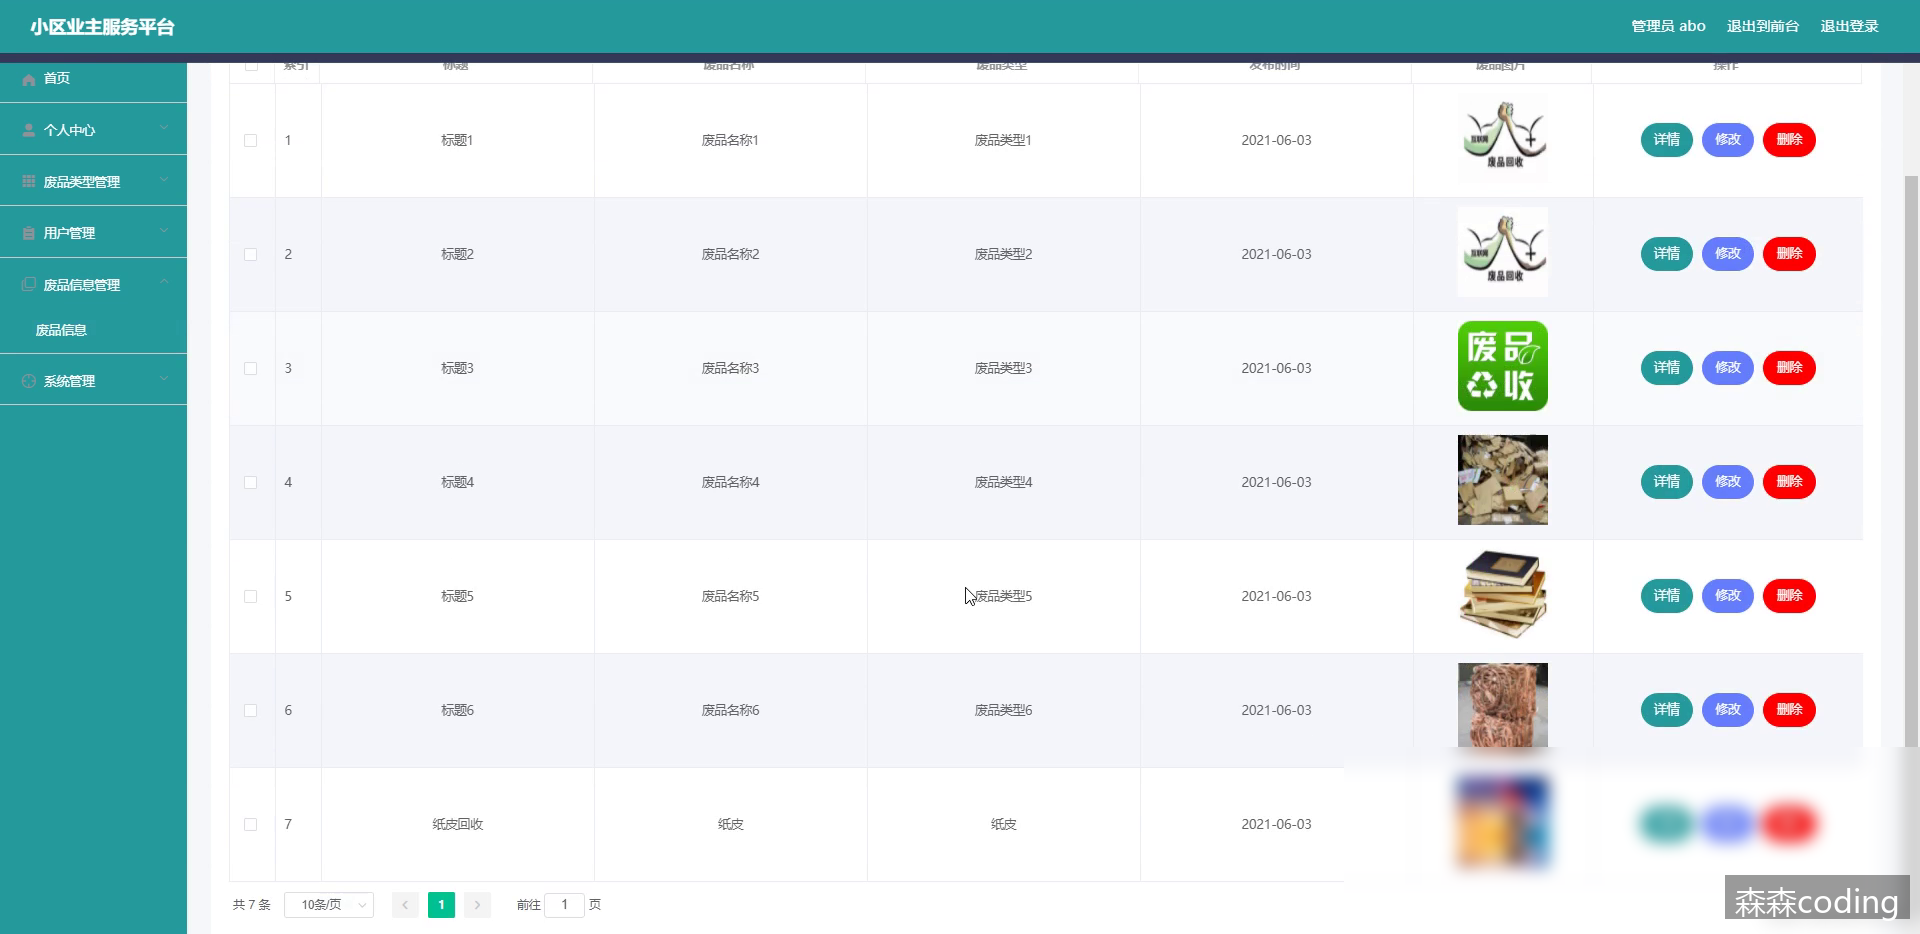 小区业主服务平台 管理员 abo 退出到前台 退出登录
索引 标题 废品名称 废品类型 发布时间 废品图片 操作
首页
个人中心
废品类型管理
用户管理
废品信息管理
废品信息
系统管理
1 标题1 废品名称1 废品类型1 2021-06-03 互联网 + 废品回收 详情 修改 删除
2 标题2 废品名称2 废品类型2 2021-06-03 互联网 + 废品回收 详情 修改 删除
3 标题3 废品名称3 废品类型3 2021-06-03 废品 收 详情 修改 删除
4 标题4 废品名称4 废品类型4 2021-06-03 详情 修改 删除
5 标题5 废品名称5 废品类型5 2021-06-03 详情 修改 删除
6 标题6 废品名称6 废品类型6 2021-06-03 详情 修改 删除
7 纸皮回收 纸皮 纸皮 2021-06-03
共 7 条 10条/页 1 前往 1 页
森森coding